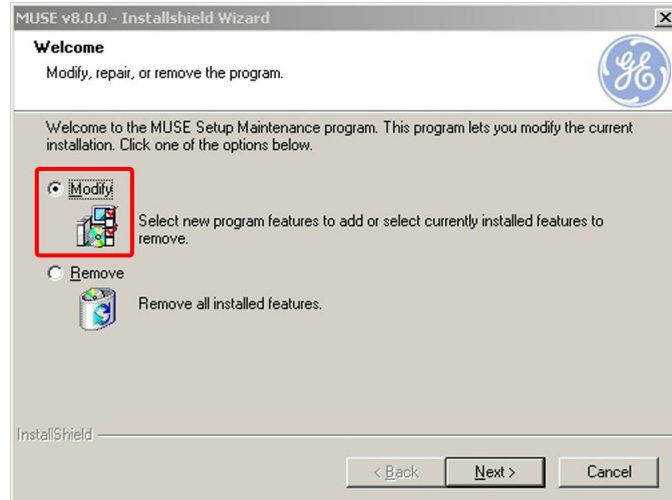 MUSE v8.0.0 - Installshield Wizard
Welcome
Modify, repair, or remove the program.
GE
Welcome to the MUSE Setup Maintenance program. This program lets you modify the current
installation. Click one of the options below.
Modify
Select new program features to add or select currently installed features to
remove.
Remove
Remove all installed features.
InstallShield
< Back
Next >
Cancel